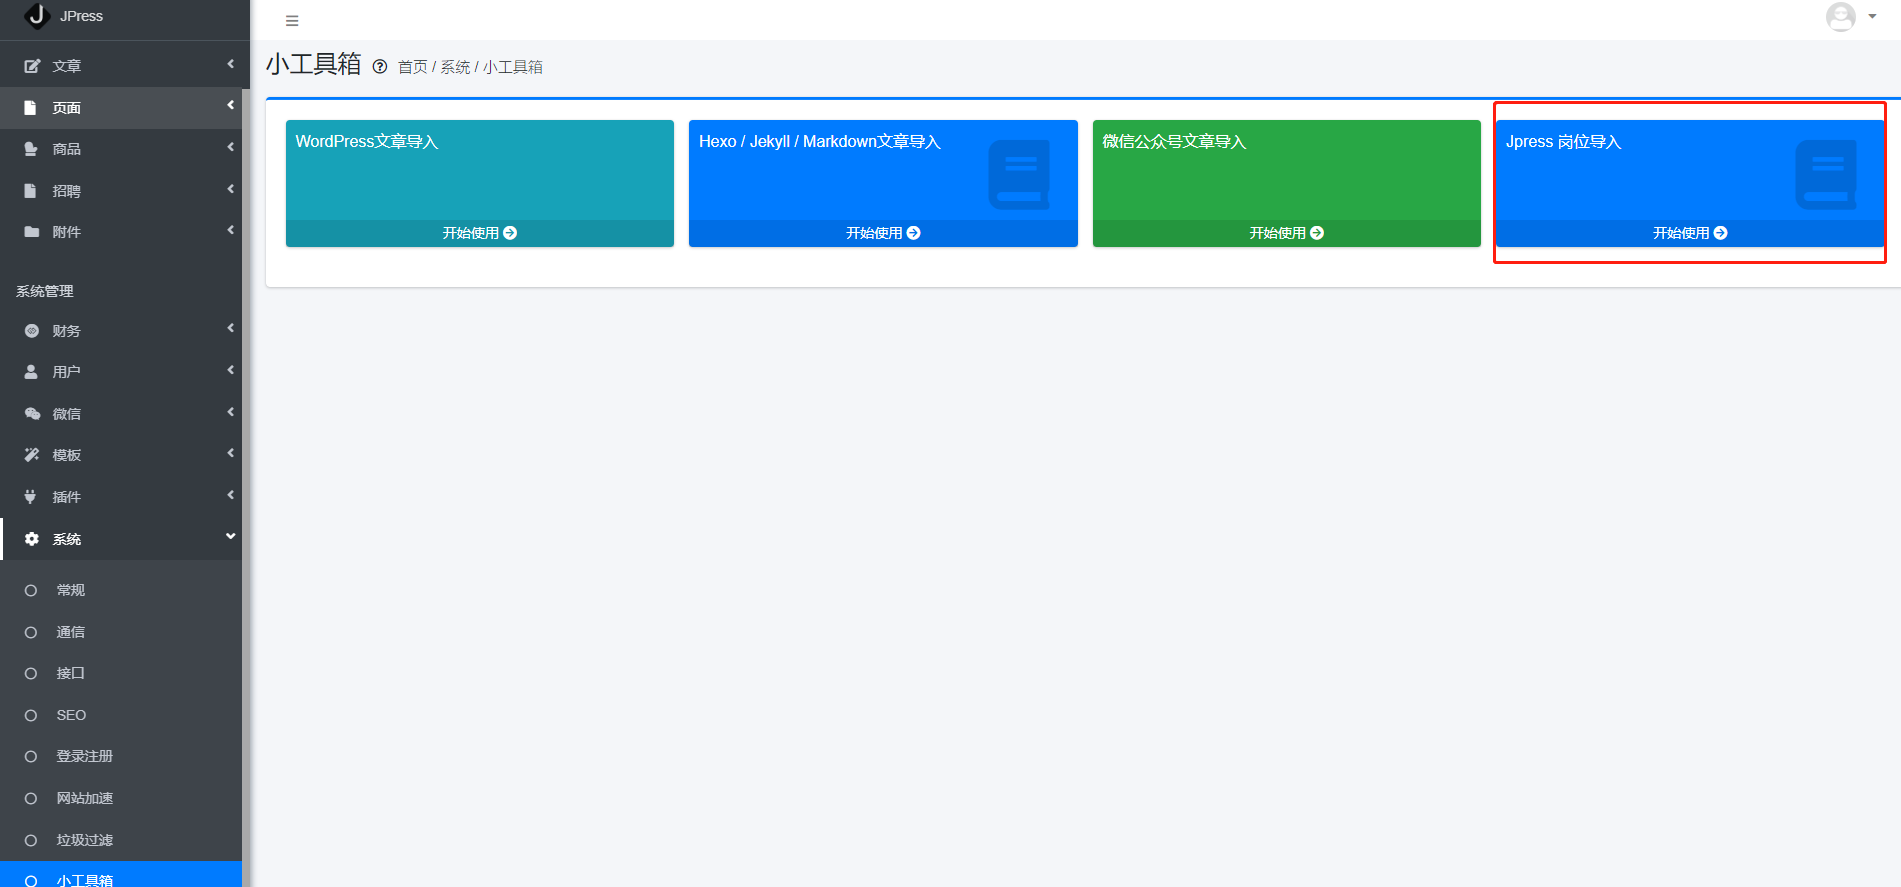 JPress
文章
页面
商品
招聘
附件
系统管理
财务
用户
微信
模板
插件
系统
常规
通信
接口
SEO
登录注册
网站加速
垃圾过滤
小工具箱
小工具箱 首页 / 系统 / 小工具箱
WordPress文章导入
开始使用
Hexo / Jekyll / Markdown文章导入
开始使用
微信公众号文章导入
开始使用
Jpress 岗位导入
开始使用